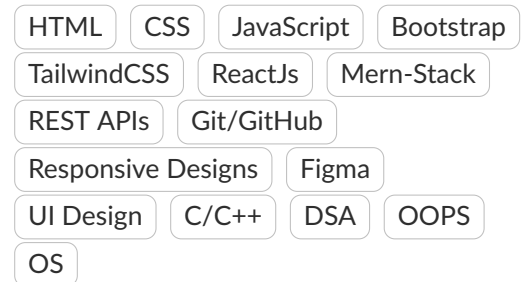 HTML CSS JavaScript Bootstrap
TailwindCSS ReactJs Mern-Stack
REST APIs Git/GitHub
Responsive Designs Figma
UI Design C/C++ DSA OOPS
OS